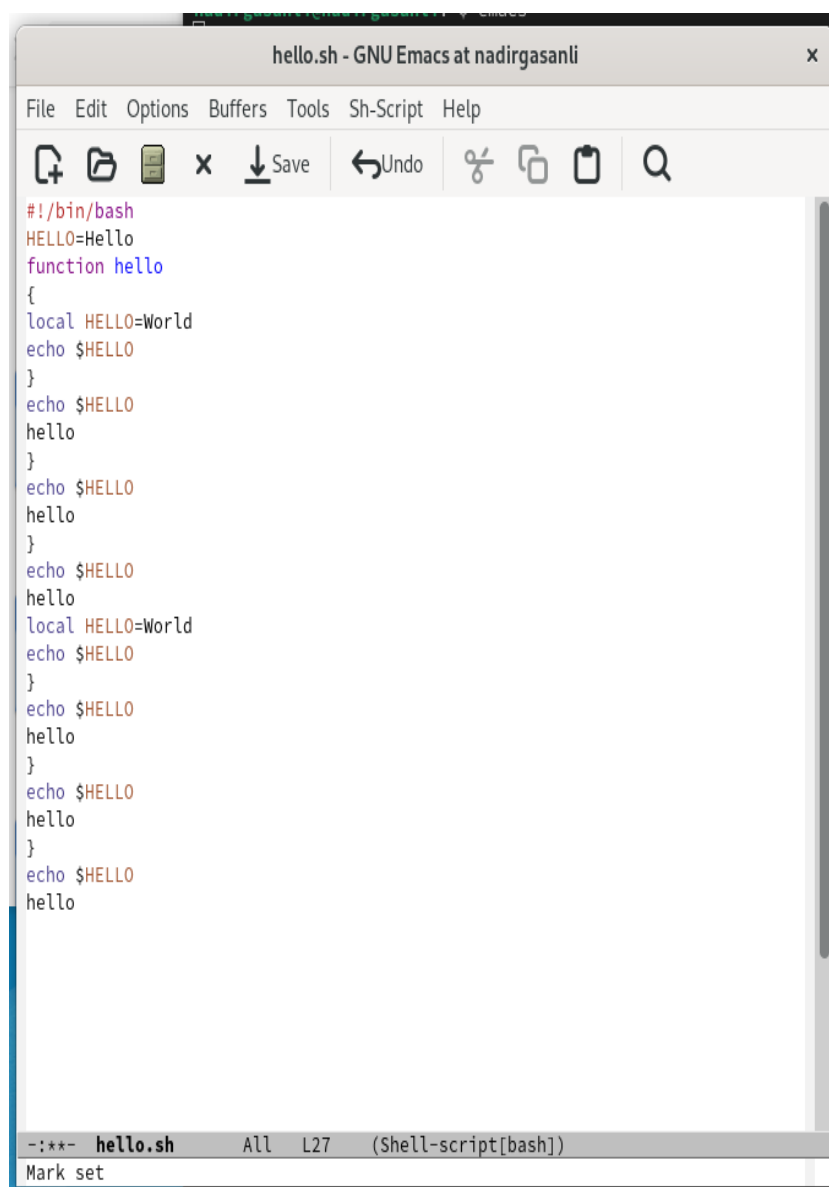 hello.sh - GNU Emacs at nadirgasanli
File Edit Options Buffers Tools Sh-Script Help
Save Undo
#!/bin/bash
HELLO=Hello
function hello
{
local HELLO=World
echo $HELLO
}
echo $HELLO
hello
}
echo $HELLO
hello
}
echo $HELLO
hello
local HELLO=World
echo $HELLO
}
echo $HELLO
hello
}
echo $HELLO
hello
}
echo $HELLO
hello
-:**- hello.sh All L27 (Shell-script[bash])
Mark set